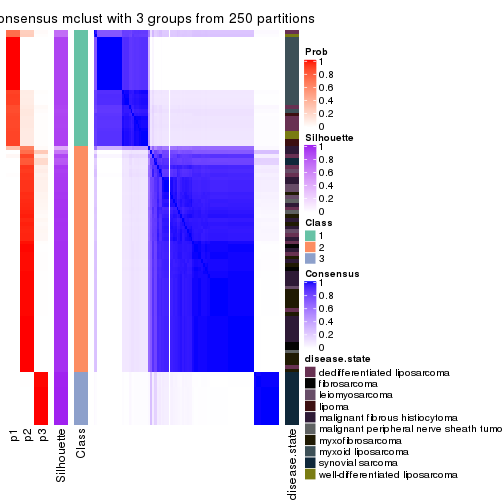 onsensus mclust with 3 groups from 250 partitions
Prob
1
0.8
0.6
0.4
0.2
0
Silhouette
1
0.8
0.6
0.4
0.2
0
Class
1
2
3
Consensus
1
0.8
0.6
0.4
0.2
0
disease.state
dedifferentiated liposarcoma
fibrosarcoma
leiomyosarcoma
lipoma
malignant fibrous histiocytoma
malignant peripheral nerve sheath tumo
myxofibrosarcoma
myxoid liposarcoma
synovial sarcoma
well-differentiated liposarcoma
p1
p2
p3
Silhouette
Class
disease.state